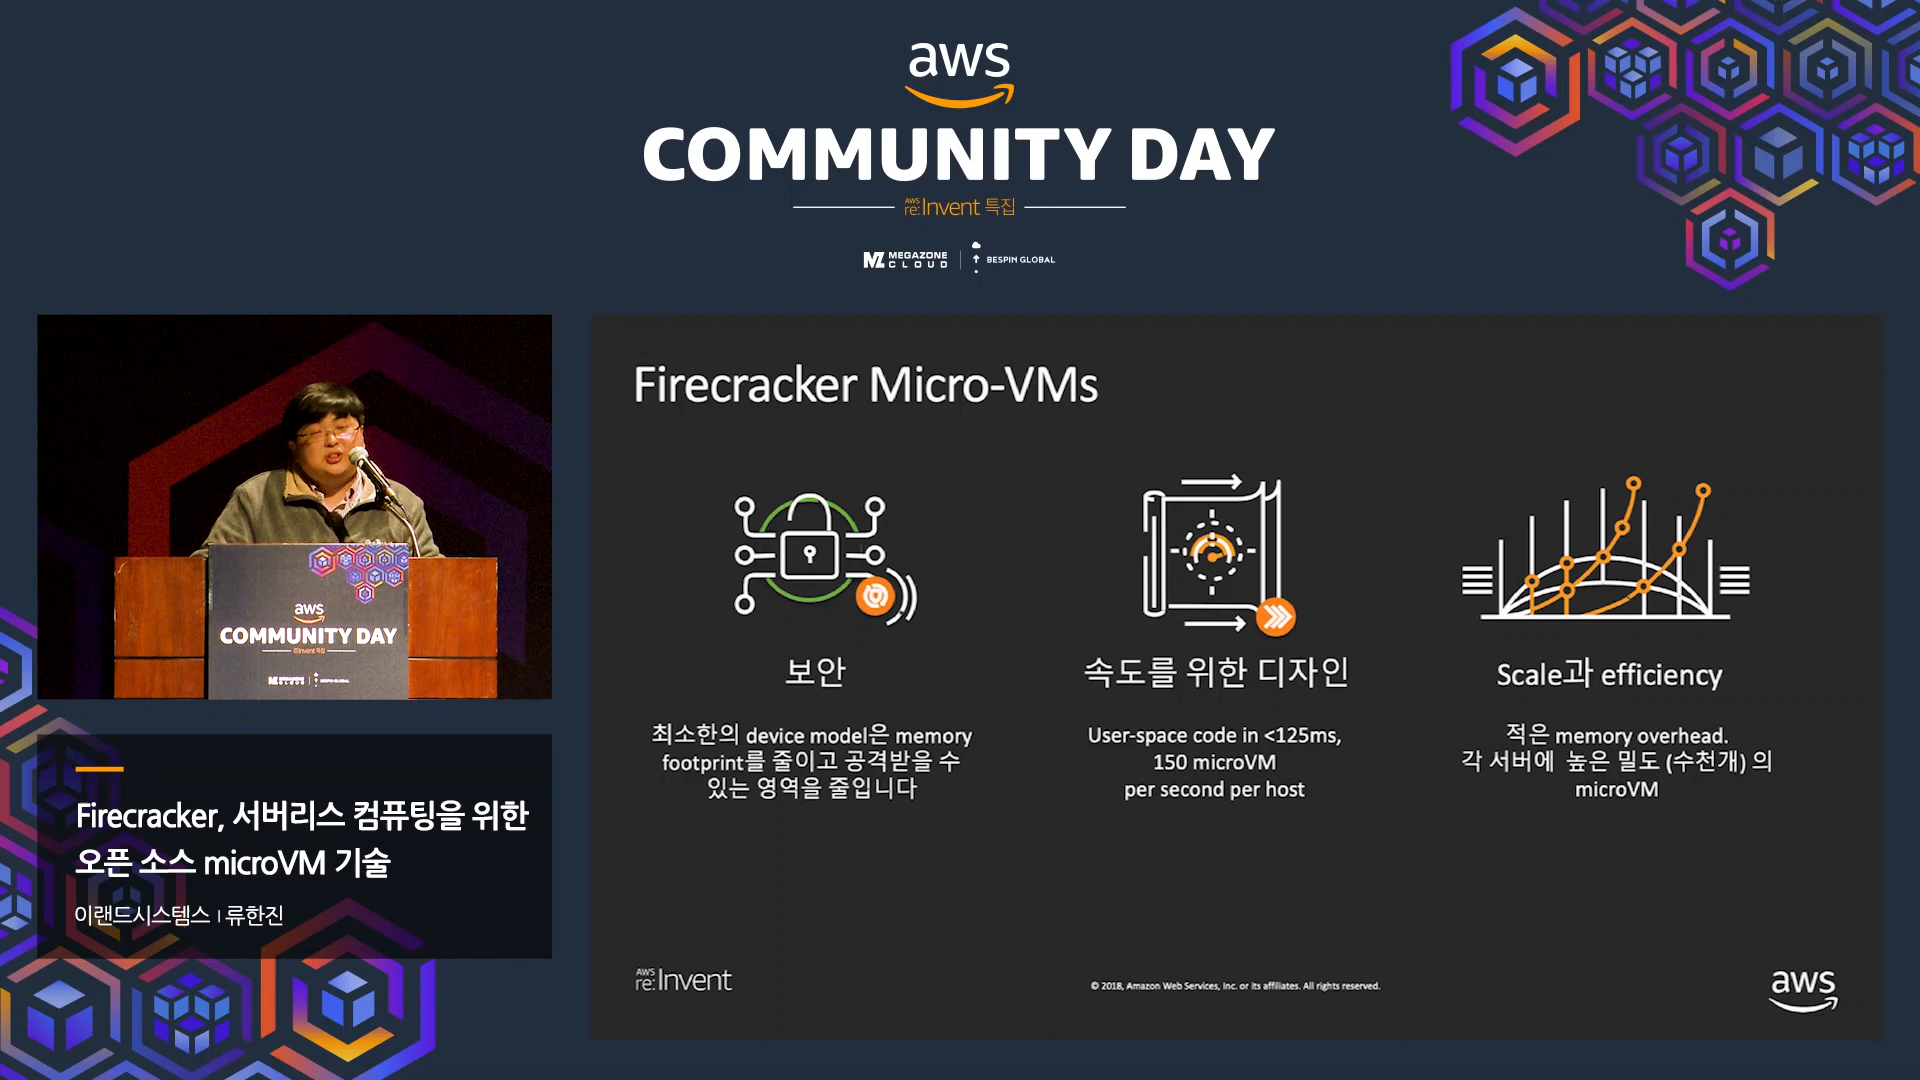 aws
COMMUNITY DAY
AWS re:Invent 특집
MEGAZONE CLOUD
BESPIN GLOBAL
aws
COMMUNITY DAY
Firecracker, 서버리스 컴퓨팅을 위한
오픈 소스 microVM 기술
이랜드시스템스 | 류한진
Firecracker Micro-VMs
보안
최소한의 device model은 memory
footprint를 줄이고 공격받을 수
있는 영역을 줄입니다
속도를 위한 디자인
User-space code in <125ms,
150 microVM
per second per host
Scale과 efficiency
적은 memory overhead.
각 서버에 높은 밀도 (수천개) 의
microVM
AWS re:Invent
© 2018, Amazon Web Services, Inc. or its affiliates. All rights reserved.
aws